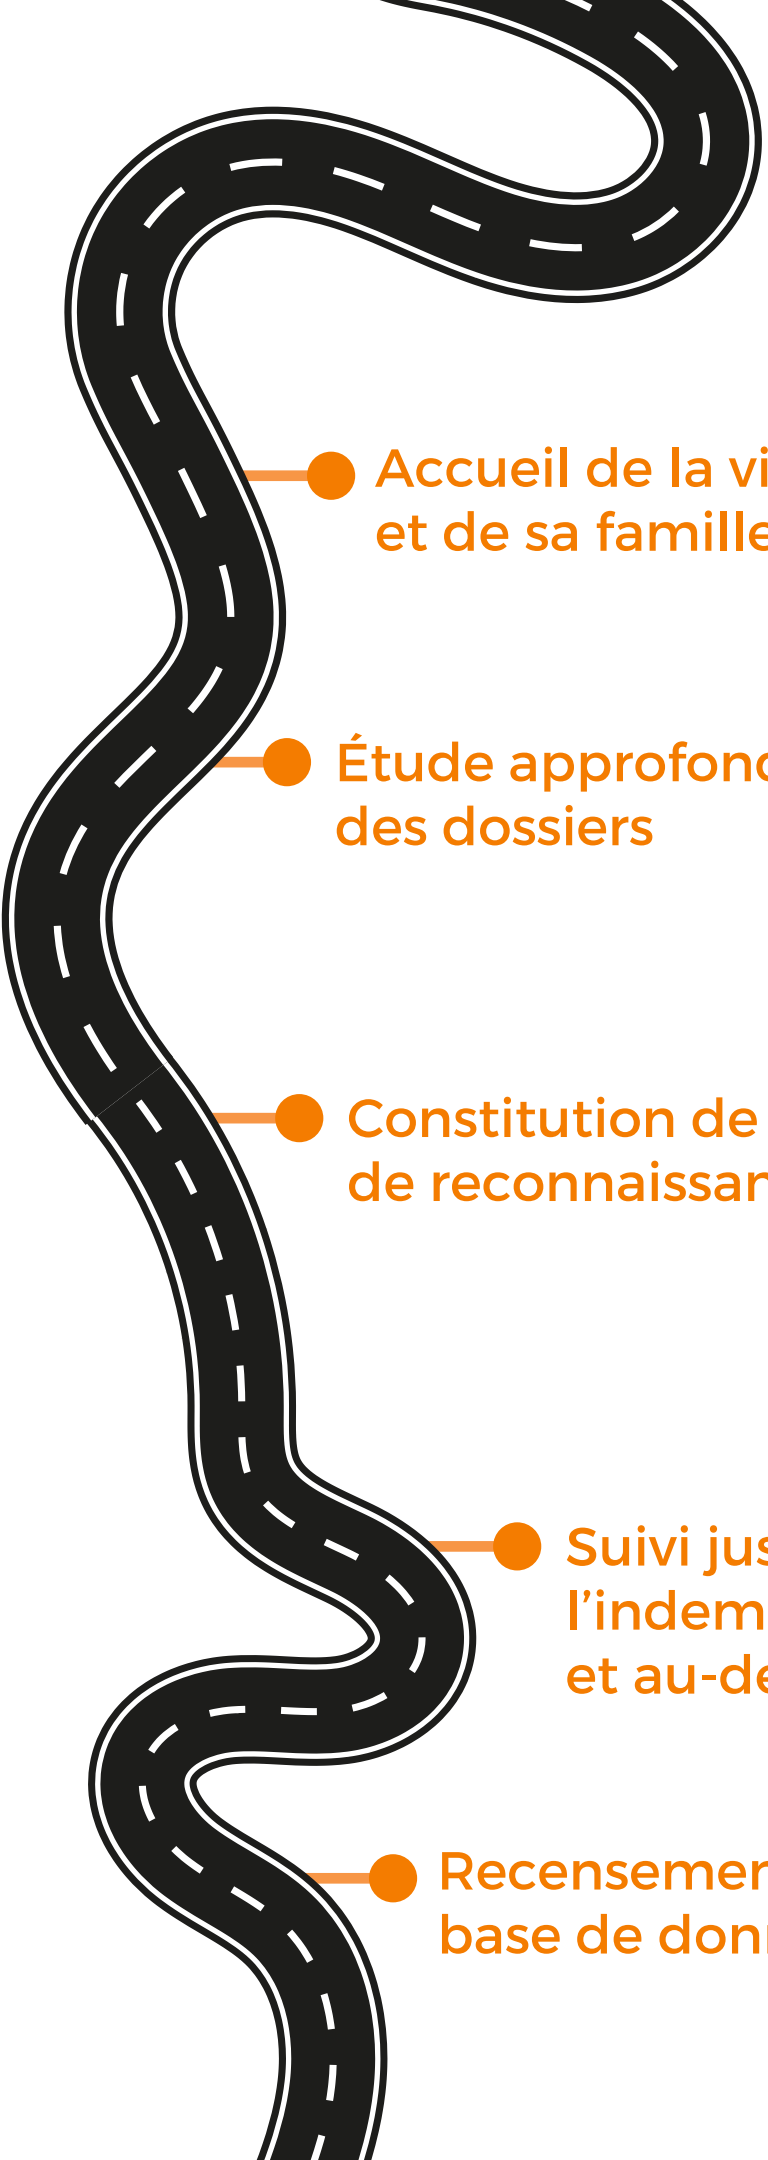 Accueil de la vi
et de sa famille
Étude approfond
des dossiers
Constitution de
de reconnaissan
Suivi jus
l’indem
et au-de
Recensemen
base de donn